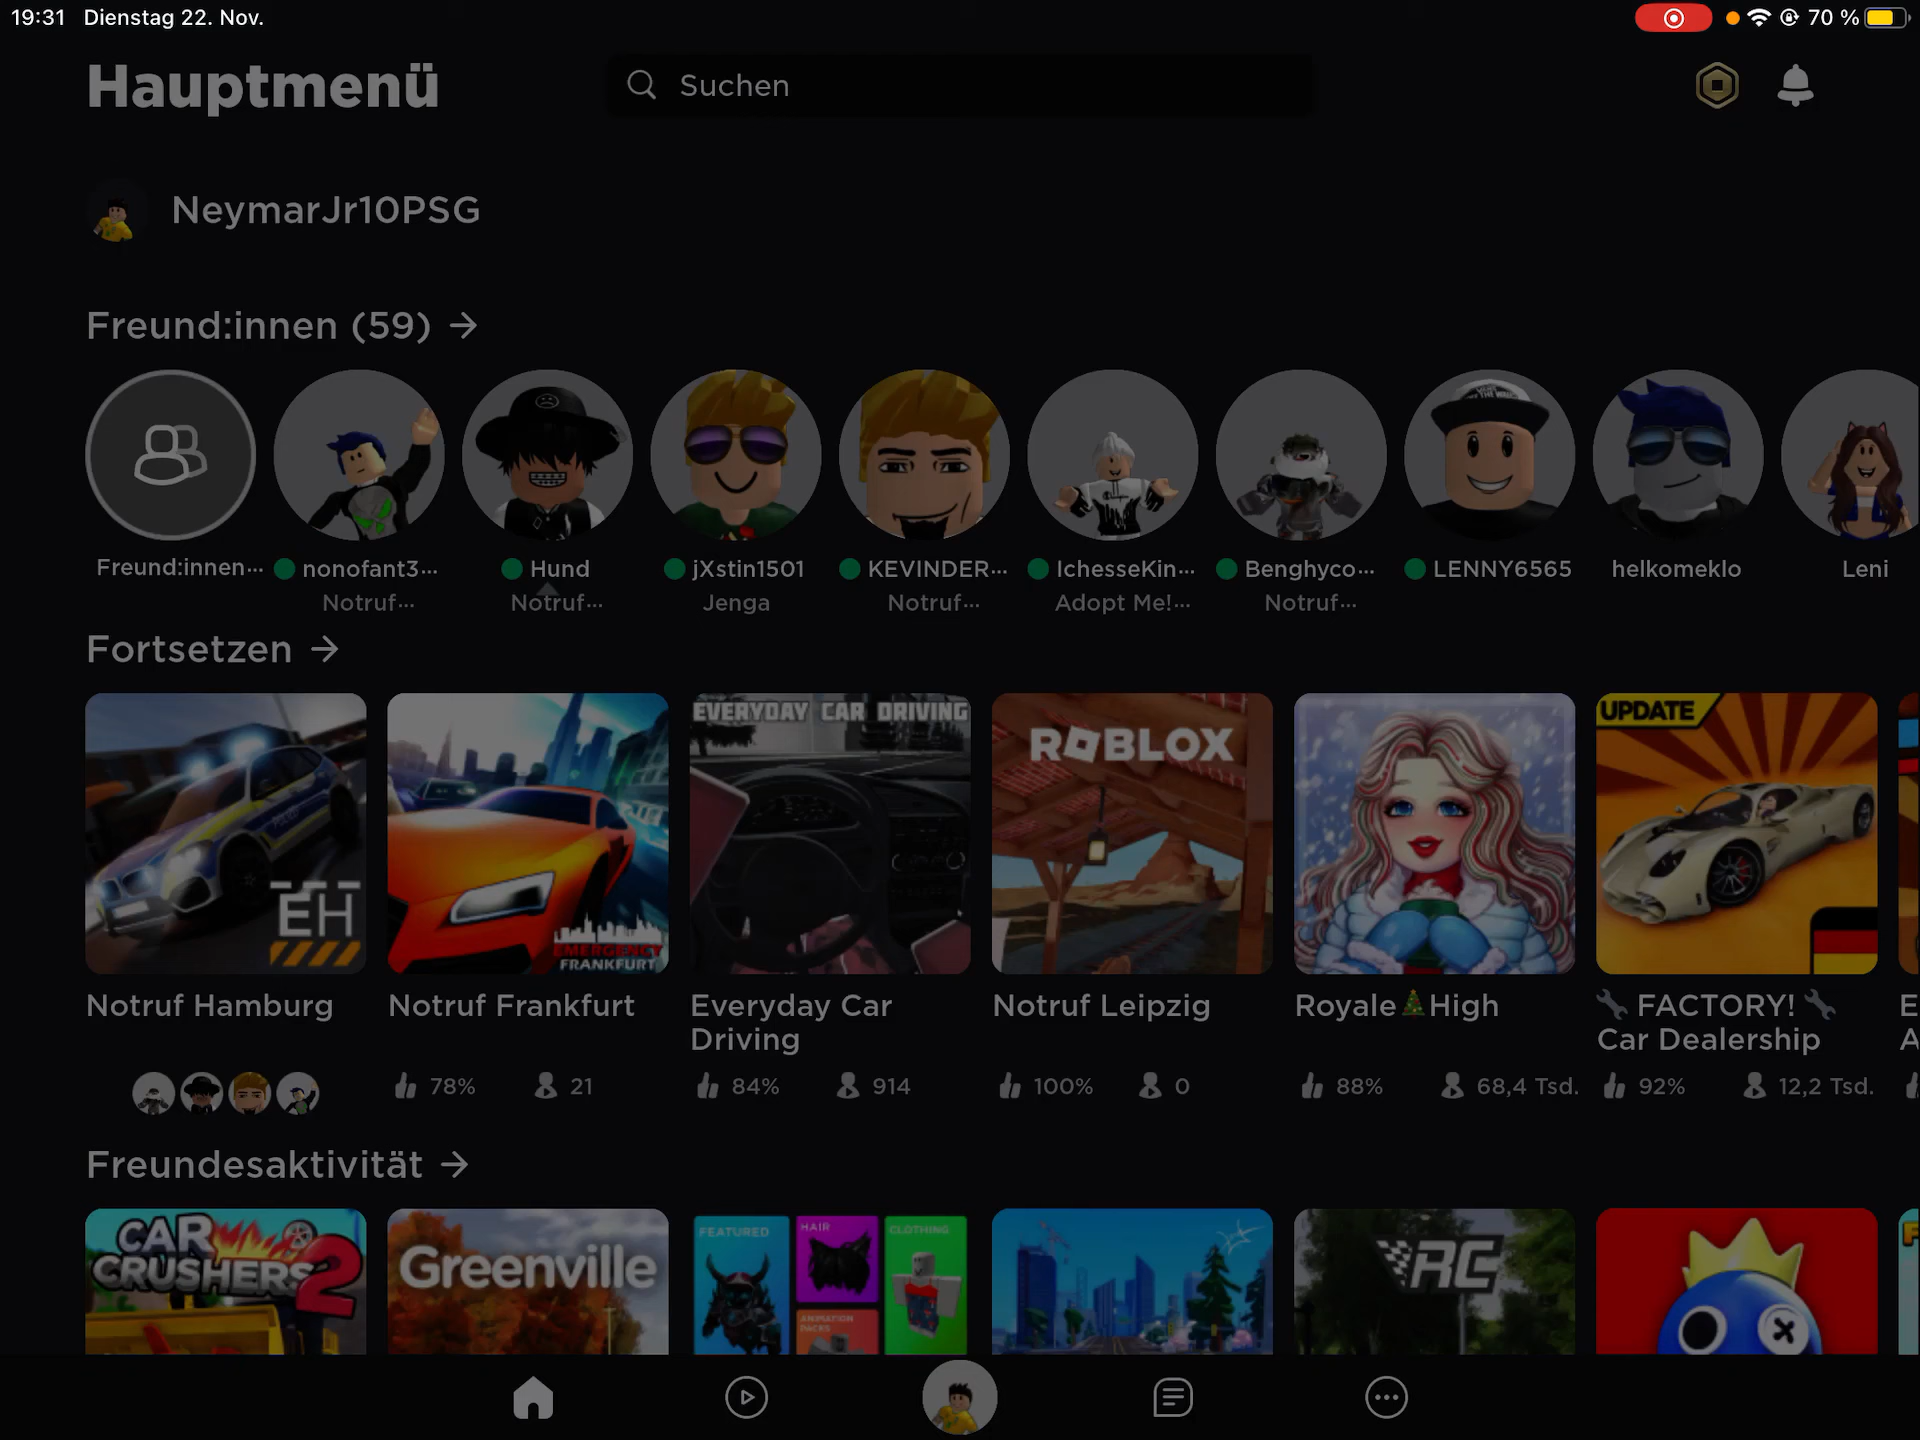 19:31 Dienstag 22. Nov.
70 %
Hauptmenü
Suchen
NeymarJr10PSG
Freund:innen (59)
Freund:innen...
nonofant3...
Notruf...
Hund
Notruf...
jXstin1501
Jenga
KEVINDER...
Notruf...
IchesseKin...
Adopt Me!...
Benghyco...
Notruf...
LENNY6565
helkomeklo
Leni
Fortsetzen
EH
EMERGENCY
FRANKFURT
EVERYDAY CAR DRIVING
ROBLOX
UPDATE
Notruf Hamburg
Notruf Frankfurt
78% 21
Everyday Car
Driving
84% 914
Notruf Leipzig
100% 0
Royale🎄High
88% 68,4 Tsd.
🔧 FACTORY! 🔧
Car Dealership
92% 12,2 Tsd.
Freundesaktivität
CAR
CRUSHERS 2
Greenville
FEATURED
HAIR
CLOTHING
ANIMATION
PACKS
RC